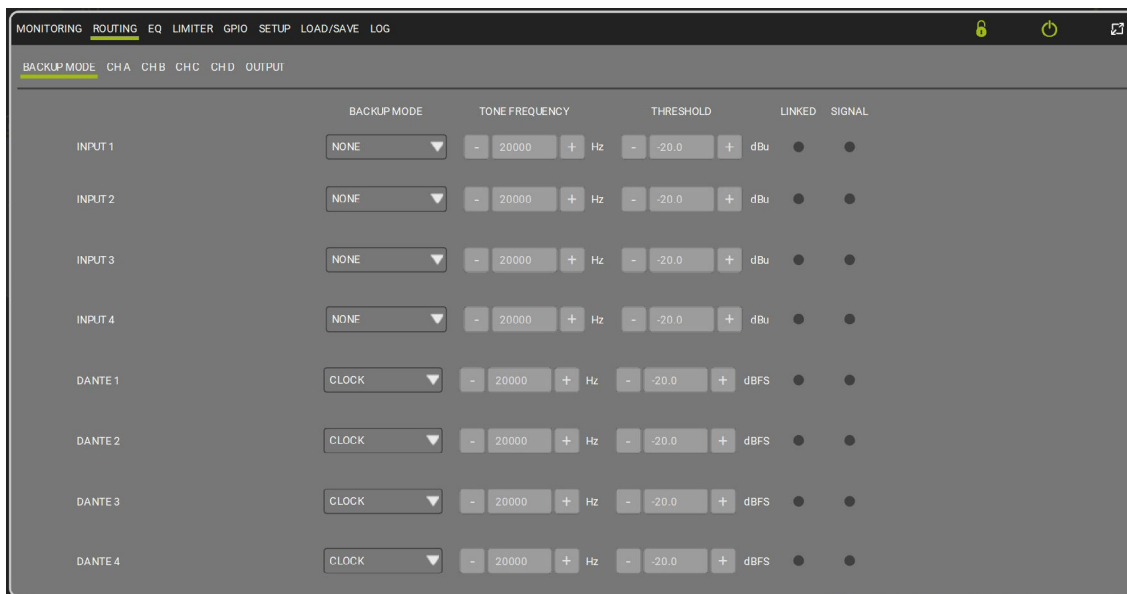 MONITORING ROUTING EQ LIMITER GPIO SETUP LOAD/SAVE LOG
BACKUP MODE CH A CH B CH C CH D OUTPUT
BACKUP MODE TONE FREQUENCY THRESHOLD LINKED SIGNAL
INPUT 1 NONE - 20000 + Hz - -20.0 + dBu
INPUT 2 NONE - 20000 + Hz - -20.0 + dBu
INPUT 3 NONE - 20000 + Hz - -20.0 + dBu
INPUT 4 NONE - 20000 + Hz - -20.0 + dBu
DANTE 1 CLOCK - 20000 + Hz - -20.0 + dBFS
DANTE 2 CLOCK - 20000 + Hz - -20.0 + dBFS
DANTE 3 CLOCK - 20000 + Hz - -20.0 + dBFS
DANTE 4 CLOCK - 20000 + Hz - -20.0 + dBFS